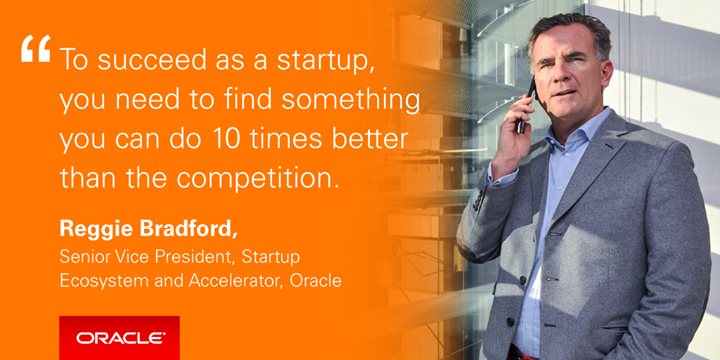 “To succeed as a startup,
you need to find something
you can do 10 times better
than the competition.
Reggie Bradford,
Senior Vice President, Startup
Ecosystem and Accelerator, Oracle
ORACLE®